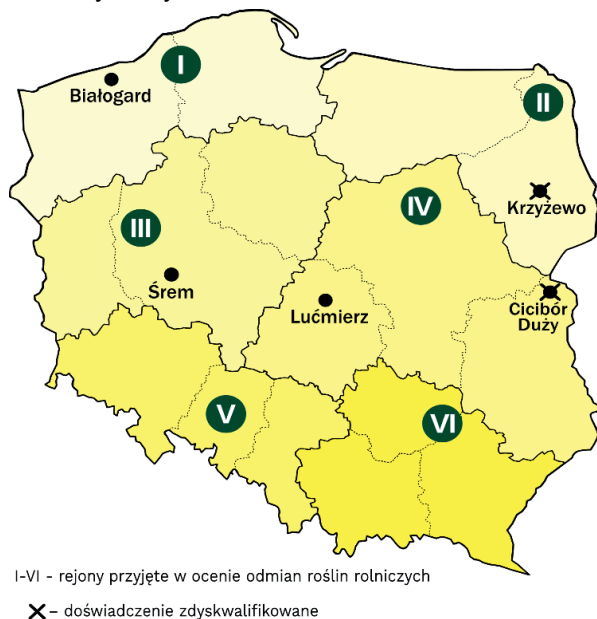 I
Białogard
II
Krzyżewo
IV
III
Śrem
Lućmierz
Cicibór
Duży
V
VI
I-VI - rejony przyjęte w ocenie odmian roślin rolniczych
X – doświadczenie zdyskwalifikowane